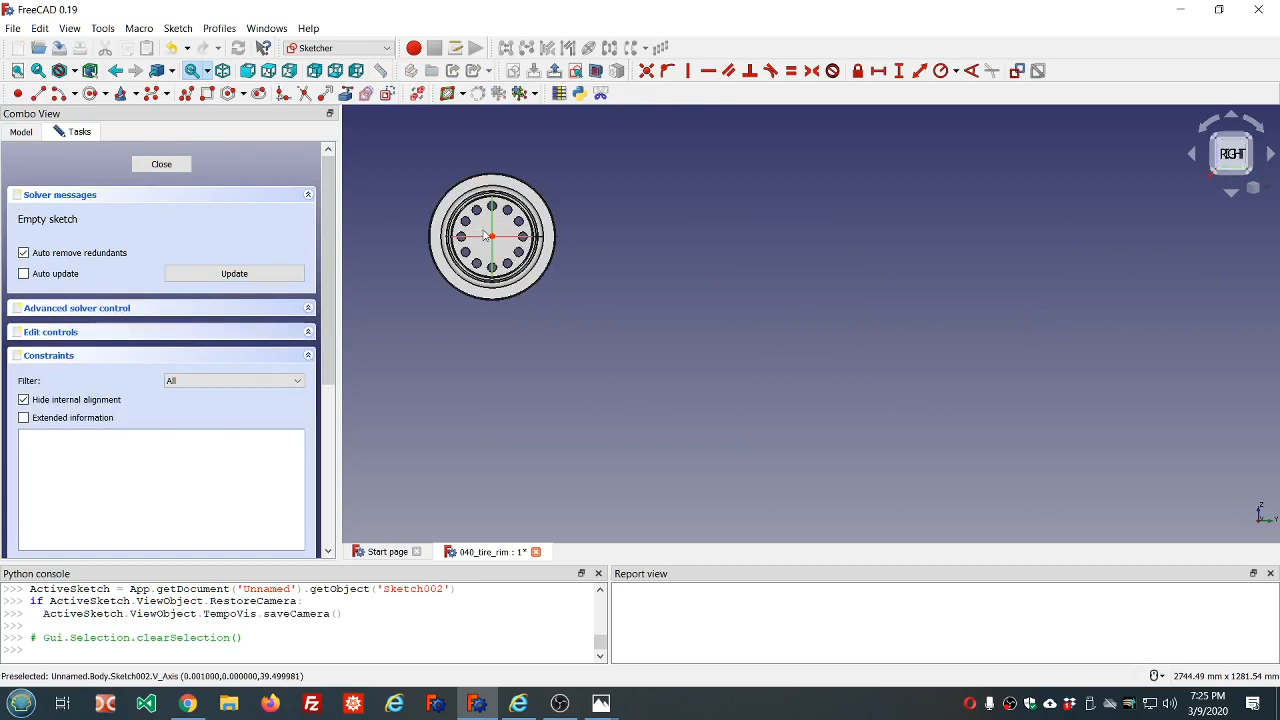 FreeCAD 0.19
File Edit View Tools Macro Sketch Profiles Windows Help
Sketcher
Combo View
Model Tasks
Close
Solver messages
Empty sketch
Auto remove redundants
Auto update Update
Advanced solver control
Edit controls
Constraints
Filter: All
Hide internal alignment
Extended information
RIGHT
Z
Y
Start page 040_tire_rim : 1*
Python console
Report view
>>> ActiveSketch = App.getDocument('Unnamed').getObject('Sketch002')
>>> if ActiveSketch.ViewObject.RestoreCamera:
>>>   ActiveSketch.ViewObject.TempoVis.saveCamera()
>>>
>>> # Gui.Selection.clearSelection()
>>>
Preselected: Unnamed.Body.Sketch002.V_Axis (0.001000,0.000000,39.499981)
2744.49 mm x 1281.54 mm
7:25 PM
3/9/2020